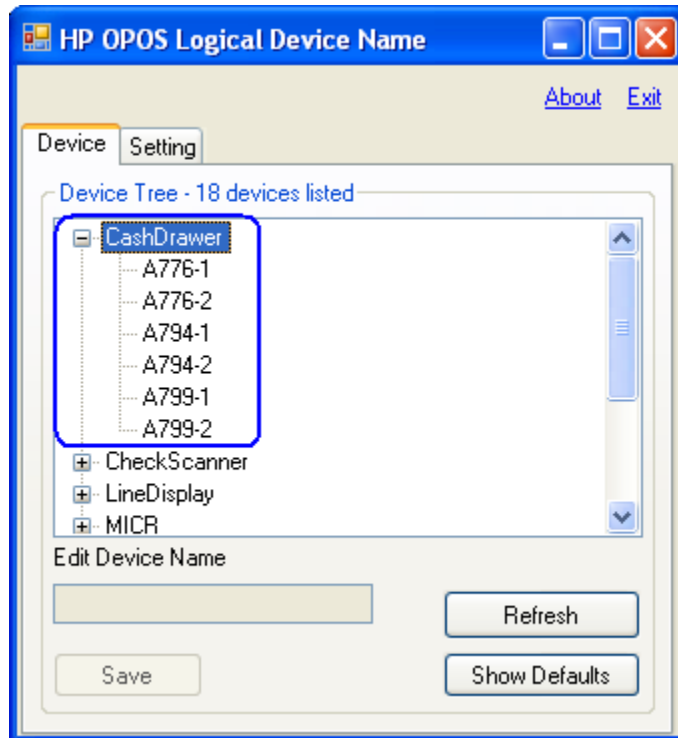 HP OPOS Logical Device Name
About Exit
Device Setting
Device Tree - 18 devices listed
CashDrawer
A776-1
A776-2
A794-1
A794-2
A799-1
A799-2
CheckScanner
LineDisplay
MICR
Edit Device Name
Refresh
Save Show Defaults